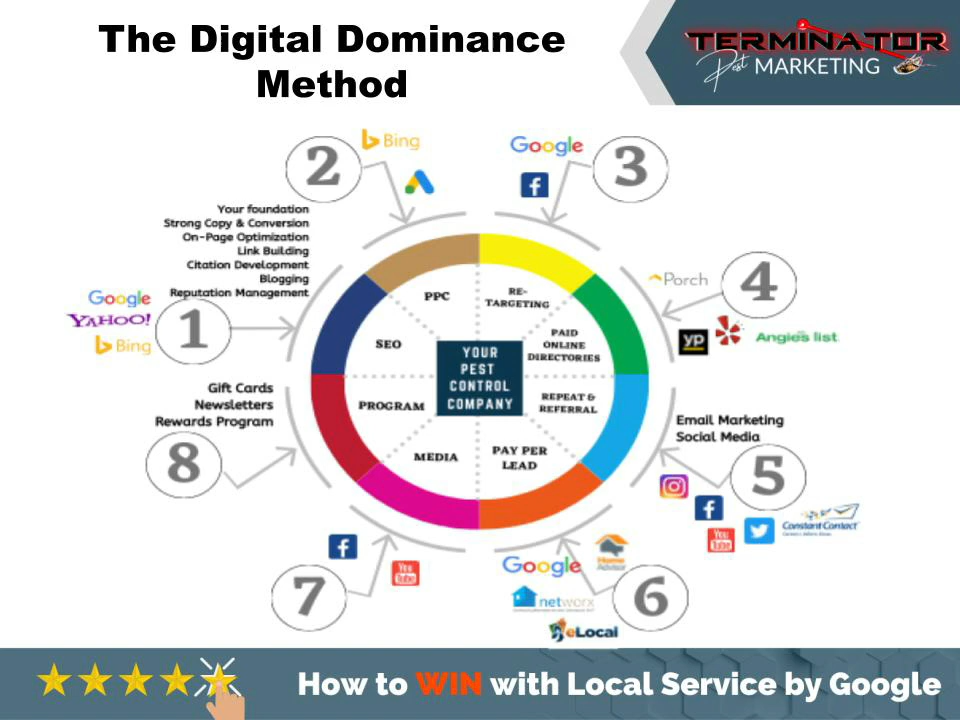 The Digital Dominance
Method
TERMINATOR
Pest MARKETING
2
Bing
Google
3
Your foundation
Strong Copy & Conversion
On-Page Optimization
Link Building
Citation Development
Blogging
Reputation Management
Google
YAHOO!
Bing
1
Porch
4
yp
Angie's list
PPC
RE-
TARGETING
SEO
PAID
ONLINE
DIRECTORIES
YOUR
PEST
CONTROL
COMPANY
PROGRAM
REPEAT &
REFERRAL
MEDIA
PAY PER
LEAD
Gift Cards
Newsletters
Rewards Program
8
Email Marketing
Social Media
5
You
Tube
Constant Contact
7
You
Tube
Google
Home
Advisor
networx
eLocal
6
How to WIN with Local Service by Google